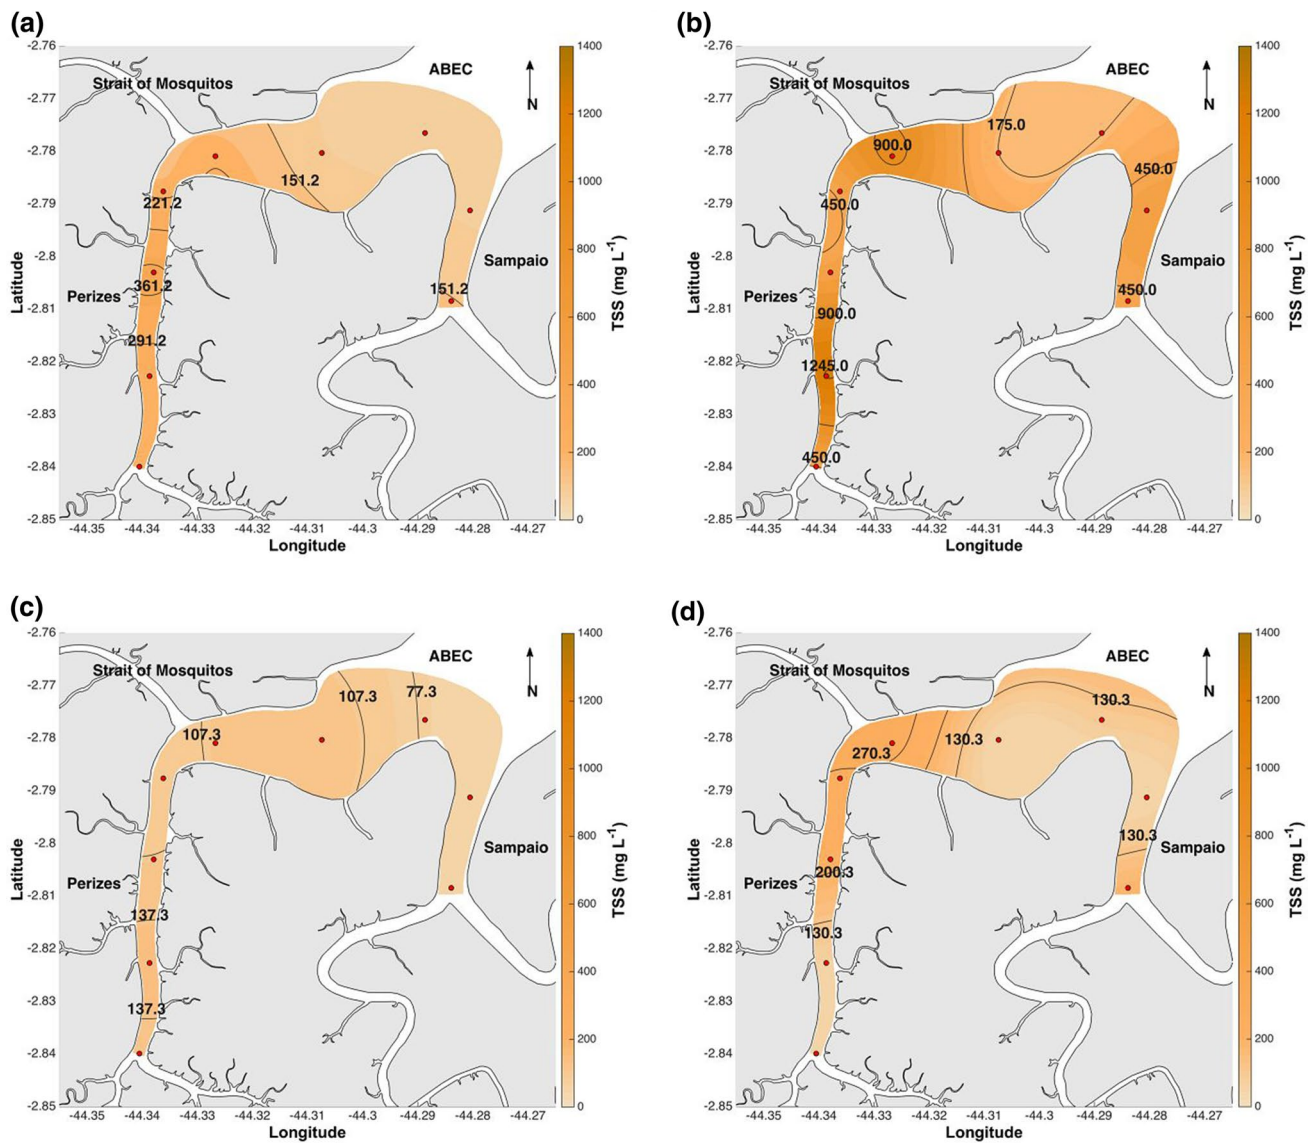 (a)
-2.76
-2.77
-2.78
-2.79
-2.8
-2.81
-2.82
-2.83
-2.84
-2.85
Latitude
Strait of Mosquitos
ABEC
N
151.2
221.2
361.2
291.2
151.2
Perizes
Sampaio
-44.35 -44.34 -44.33 -44.32 -44.31 -44.3 -44.29 -44.28 -44.27
Longitude
1400
1200
1000
800
600
400
200
0
TSS (mg L-1)
(b)
-2.76
-2.77
-2.78
-2.79
-2.8
-2.81
-2.82
-2.83
-2.84
-2.85
Latitude
Strait of Mosquitos
ABEC
N
175.0
900.0
450.0
450.0
900.0
450.0
1245.0
450.0
Perizes
Sampaio
-44.35 -44.34 -44.33 -44.32 -44.31 -44.3 -44.29 -44.28 -44.27
Longitude
1400
1200
1000
800
600
400
200
0
TSS (mg L-1)
(c)
-2.76
-2.77
-2.78
-2.79
-2.8
-2.81
-2.82
-2.83
-2.84
-2.85
Latitude
Strait of Mosquitos
ABEC
N
107.3
77.3
107.3
137.3
137.3
Perizes
Sampaio
-44.35 -44.34 -44.33 -44.32 -44.31 -44.3 -44.29 -44.28 -44.27
Longitude
1400
1200
1000
800
600
400
200
0
TSS (mg L-1)
(d)
-2.76
-2.77
-2.78
-2.79
-2.8
-2.81
-2.82
-2.83
-2.84
-2.85
Latitude
Strait of Mosquitos
ABEC
N
130.3
130.3
270.3
130.3
200.3
130.3
Perizes
Sampaio
-44.35 -44.34 -44.33 -44.32 -44.31 -44.3 -44.29 -44.28 -44.27
Longitude
1400
1200
1000
800
600
400
200
0
TSS (mg L-1)